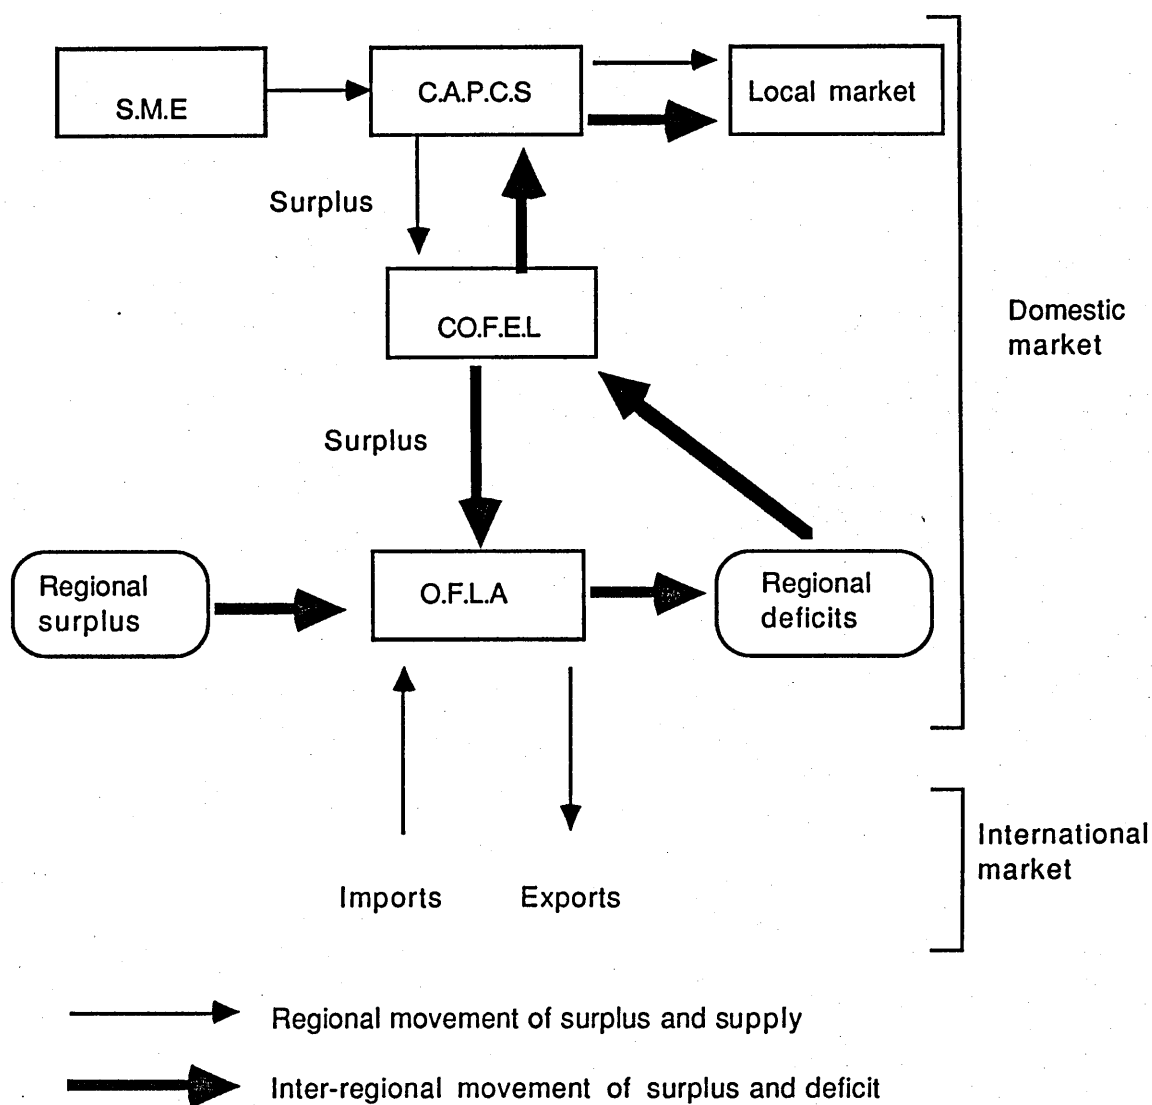 S.M.E
C.A.P.C.S
Local market
Surplus
CO.F.E.L
Domestic
market
Surplus
Regional
surplus
O.F.L.A
Regional
deficits
International
market
Imports
Exports
Regional movement of surplus and supply
Inter-regional movement of surplus and deficit